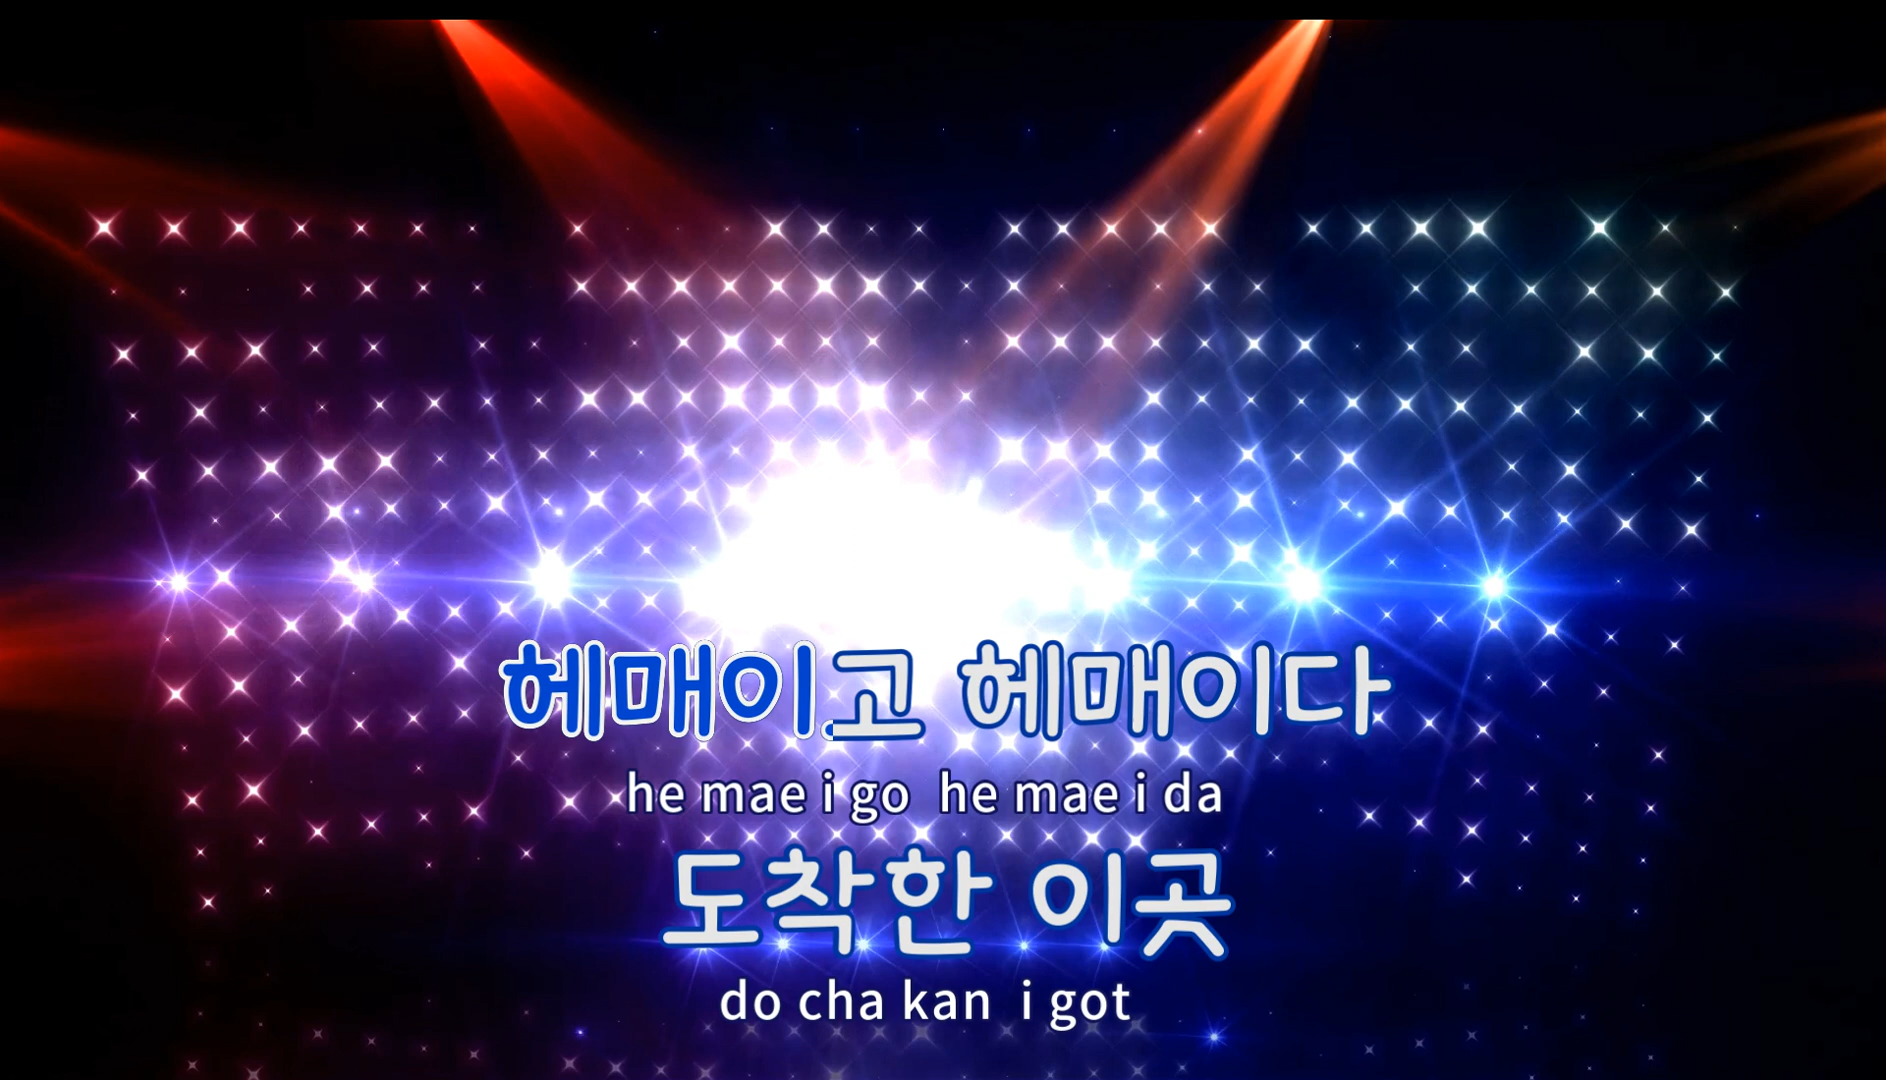 헤매이고 헤매이다
he mae i go he mae i da
도착한 이곳
do cha kan i got